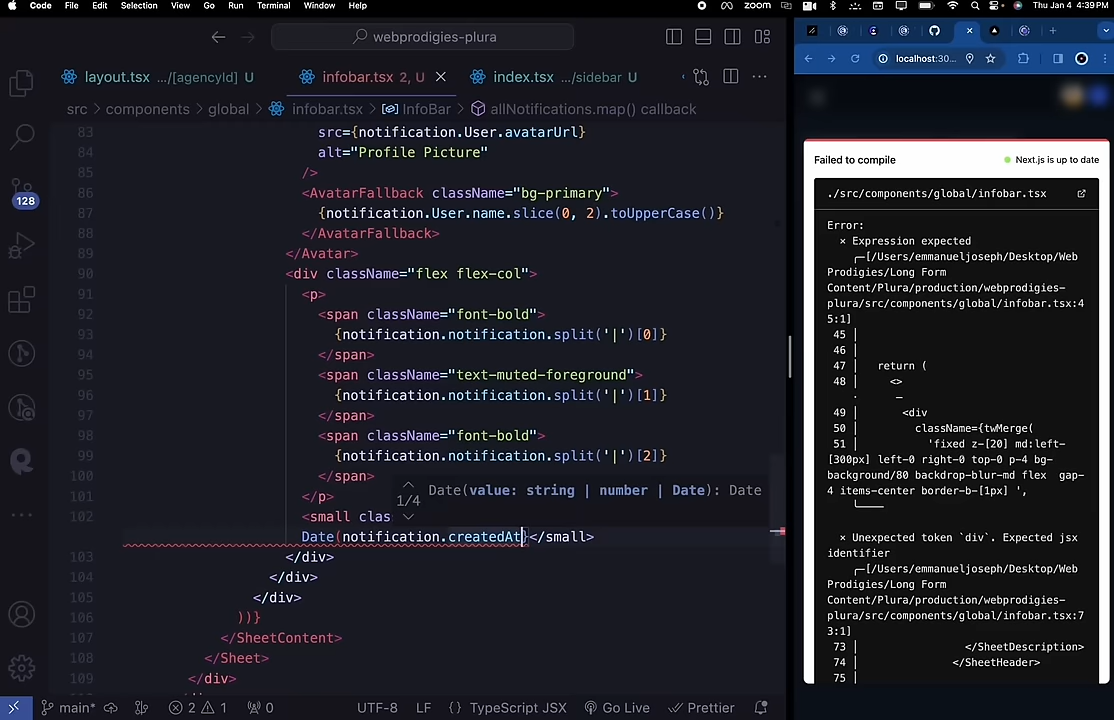 Code File Edit Selection View Go Run Terminal Window Help
zoom Thu Jan 4 4:39 PM
webprodigies-plura
layout.tsx .../[agencyId] U
infobar.tsx 2, U
index.tsx .../sidebar U
src > components > global > infobar.tsx > InfoBar > allNotifications.map() callback
83 src={notification.User.avatarUrl}
84 alt="Profile Picture"
85 />
86 <AvatarFallback className="bg-primary">
87 {notification.User.name.slice(0, 2).toUpperCase()}
88 </AvatarFallback>
89 </Avatar>
90 <div className="flex flex-col">
91 <p>
92 <span className="font-bold">
93 {notification.notification.split('|')[0]}
94 </span>
95 <span className="text-muted-foreground">
96 {notification.notification.split('|')[1]}
97 </span>
98 <span className="font-bold">
99 {notification.notification.split('|')[2]}
100 </span>
101 </p>
1/4 Date(value: string | number | Date): Date
102 <small clas
Date(notification.createdAt}</small>
103 </div>
104 </div>
105 </div>
106 ))}
107 </SheetContent>
108 </Sheet>
109 </div>
128
main* 2 1 0 UTF-8 LF {} TypeScript JSX Go Live Prettier
localhost:30...
Failed to compile
Next.js is up to date
./src/components/global/infobar.tsx
Error:
× Expression expected
╭─[/Users/emmanueljoseph/Desktop/Web
Prodigies/Long Form
Content/Plura/production/webprodigies-
plura/src/components/global/infobar.tsx:4
5:1]
45 |
46 |
47 | return (
48 | <>
· ─
49 | <div
50 | className={twMerge(
51 | 'fixed z-[20] md:left-
[300px] left-0 right-0 top-0 p-4 bg-
background/80 backdrop-blur-md flex gap-
4 items-center border-b-[1px] ',
╰────
× Unexpected token `div`. Expected jsx
identifier
╭─[/Users/emmanueljoseph/Desktop/Web
Prodigies/Long Form
Content/Plura/production/webprodigies-
plura/src/components/global/infobar.tsx:7
3:1]
73 | </SheetDescription>
74 | </SheetHeader>
75 |